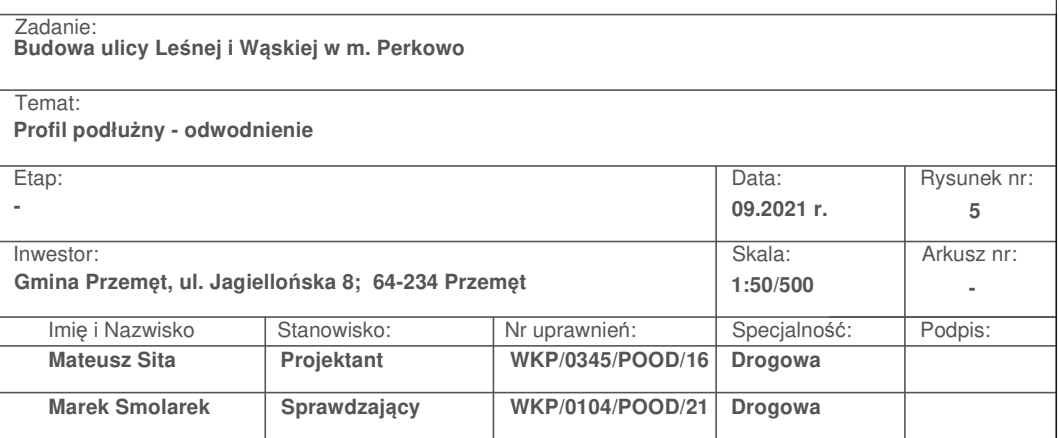 Zadanie:
Budowa ulicy Leśnej i Wąskiej w m. Perkowo
Temat:
Profil podłużny - odwodnienie
Etap: Data: Rysunek nr:
- 09.2021 r. 5
Inwestor: Skala: Arkusz nr:
Gmina Przemęt, ul. Jagiellońska 8; 64-234 Przemęt 1:50/500 -
Imię i Nazwisko Stanowisko: Nr uprawnień: Specjalność: Podpis:
Mateusz Sita Projektant WKP/0345/POOD/16 Drogowa
Marek Smolarek Sprawdzający WKP/0104/POOD/21 Drogowa